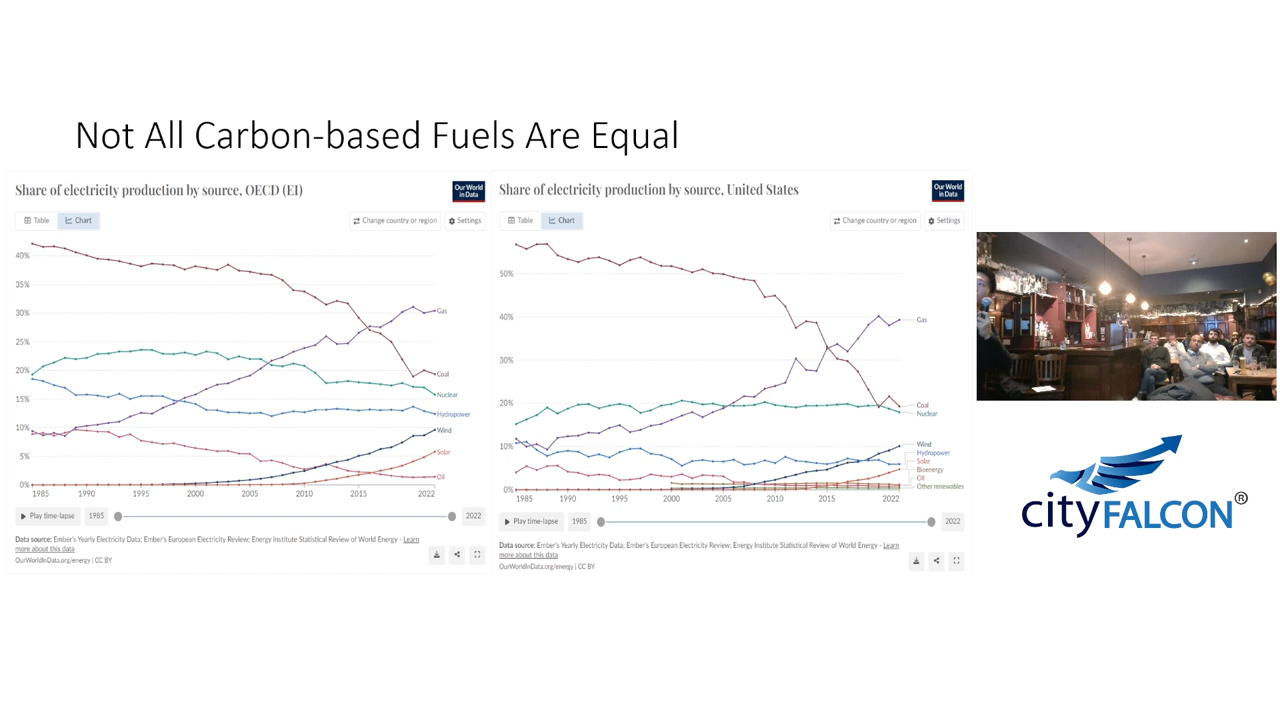 Not All Carbon-based Fuels Are Equal
Share of electricity production by source, OECD (EI)
Our World
in Data
Table
Chart
Change country or region
Settings
40%
35%
30%
25%
20%
15%
10%
5%
0%
Gas
Coal
Nuclear
Hydropower
Wind
Solar
Oil
1985
1990
1995
2000
2005
2010
2015
2022
Play time-lapse
1985
2022
Data source: Ember's Yearly Electricity Data; Ember's European Electricity Review; Energy Institute Statistical Review of World Energy - Learn
more about this data
OurWorldInData.org/energy | CC BY
Share of electricity production by source, United States
Our World
in Data
Table
Chart
Change country or region
Settings
50%
40%
30%
20%
10%
0%
Gas
Coal
Nuclear
Wind
Hydropower
Solar
Bioenergy
Oil
Other renewables
1985
1990
1995
2000
2005
2010
2015
2022
Play time-lapse
1985
2022
Data source: Ember's Yearly Electricity Data; Ember's European Electricity Review; Energy Institute Statistical Review of World Energy - Learn
more about this data
OurWorldInData.org/energy | CC BY
cityFALCON®